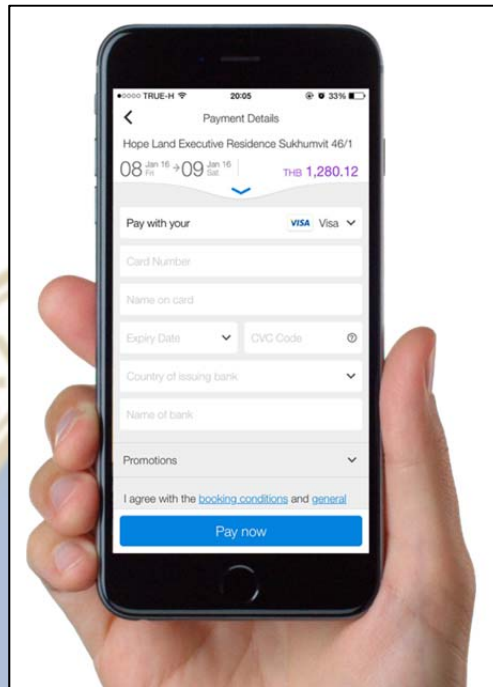 TRUE-H 20:05 33%
Payment Details
Hope Land Executive Residence Sukhumvit 46/1
08 Jan 16 Fri → 09 Jan 16 Sat THB 1,280.12
Pay with your VISA Visa
Card Number
Name on card
Expiry Date CVC Code
Country of issuing bank
Name of bank
Promotions
I agree with the booking conditions and general
Pay now